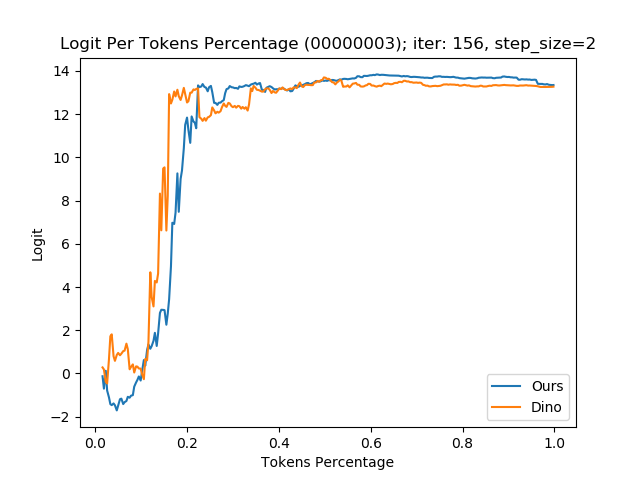 Logit Per Tokens Percentage (00000003); iter: 156, step_size=2
14
12
10
8
6
4
2
0
−2
Logit
0.0 0.2 0.4 0.6 0.8 1.0
Tokens Percentage
Ours
Dino